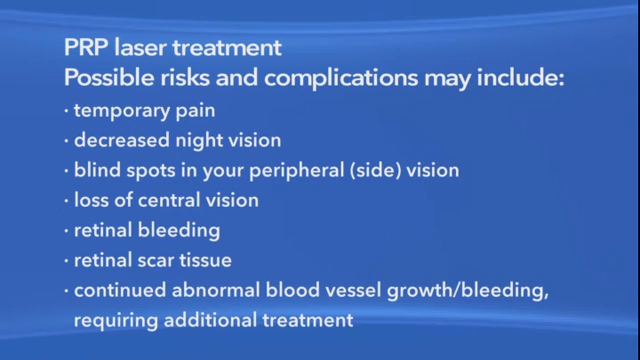 PRP laser treatment
Possible risks and complications may include:
· temporary pain
· decreased night vision
· blind spots in your peripheral (side) vision
· loss of central vision
· retinal bleeding
· retinal scar tissue
· continued abnormal blood vessel growth/bleeding,
requiring additional treatment